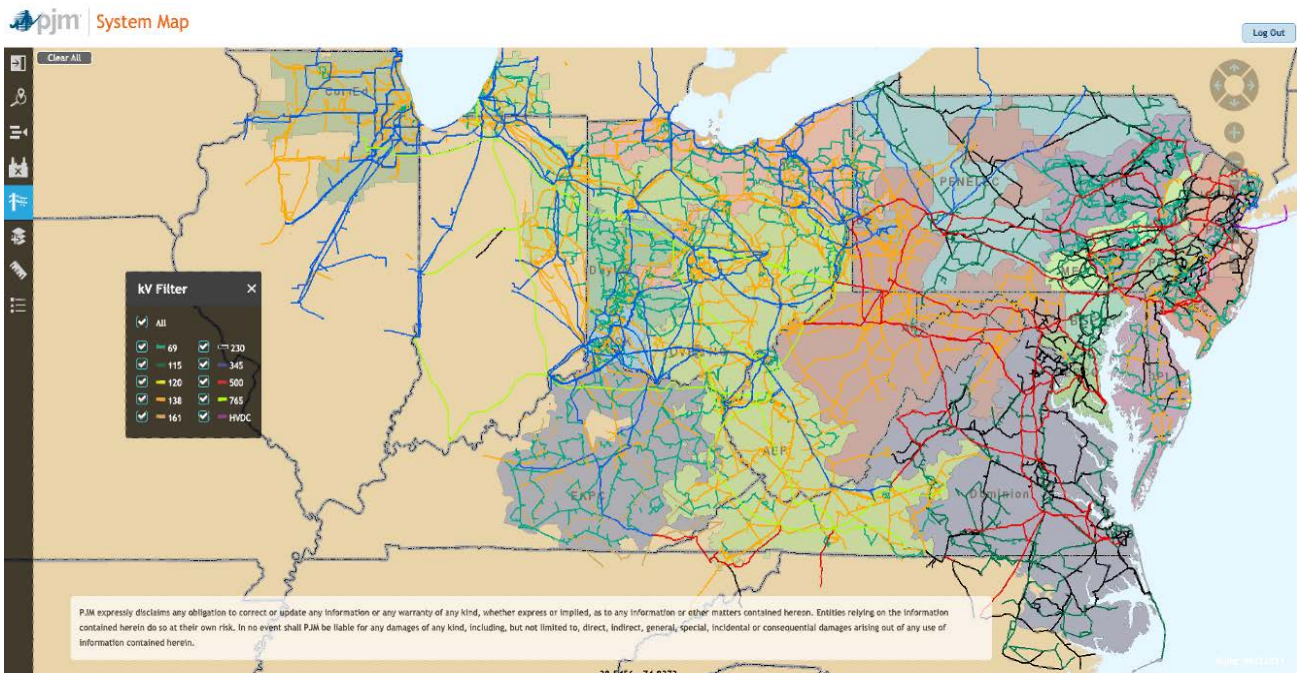 pjm System Map
Log Out
Clear All
ComEd
PENELEC
Dayton
kV Filter
All
69
230
115
345
120
500
138
765
161
HVDC
DPL
AEP
EKPC
Dominion
PJM expressly disclaims any obligation to correct or update any information or any warranty of any kind, whether express or implied, as to any information or other matters contained hereon. Entities relying on the information
contained herein do so at their own risk. In no event shall PJM be liable for any damages of any kind, including, but not limited to, direct, indirect, general, special, incidental or consequential damages arising out of any use of
information contained herein.